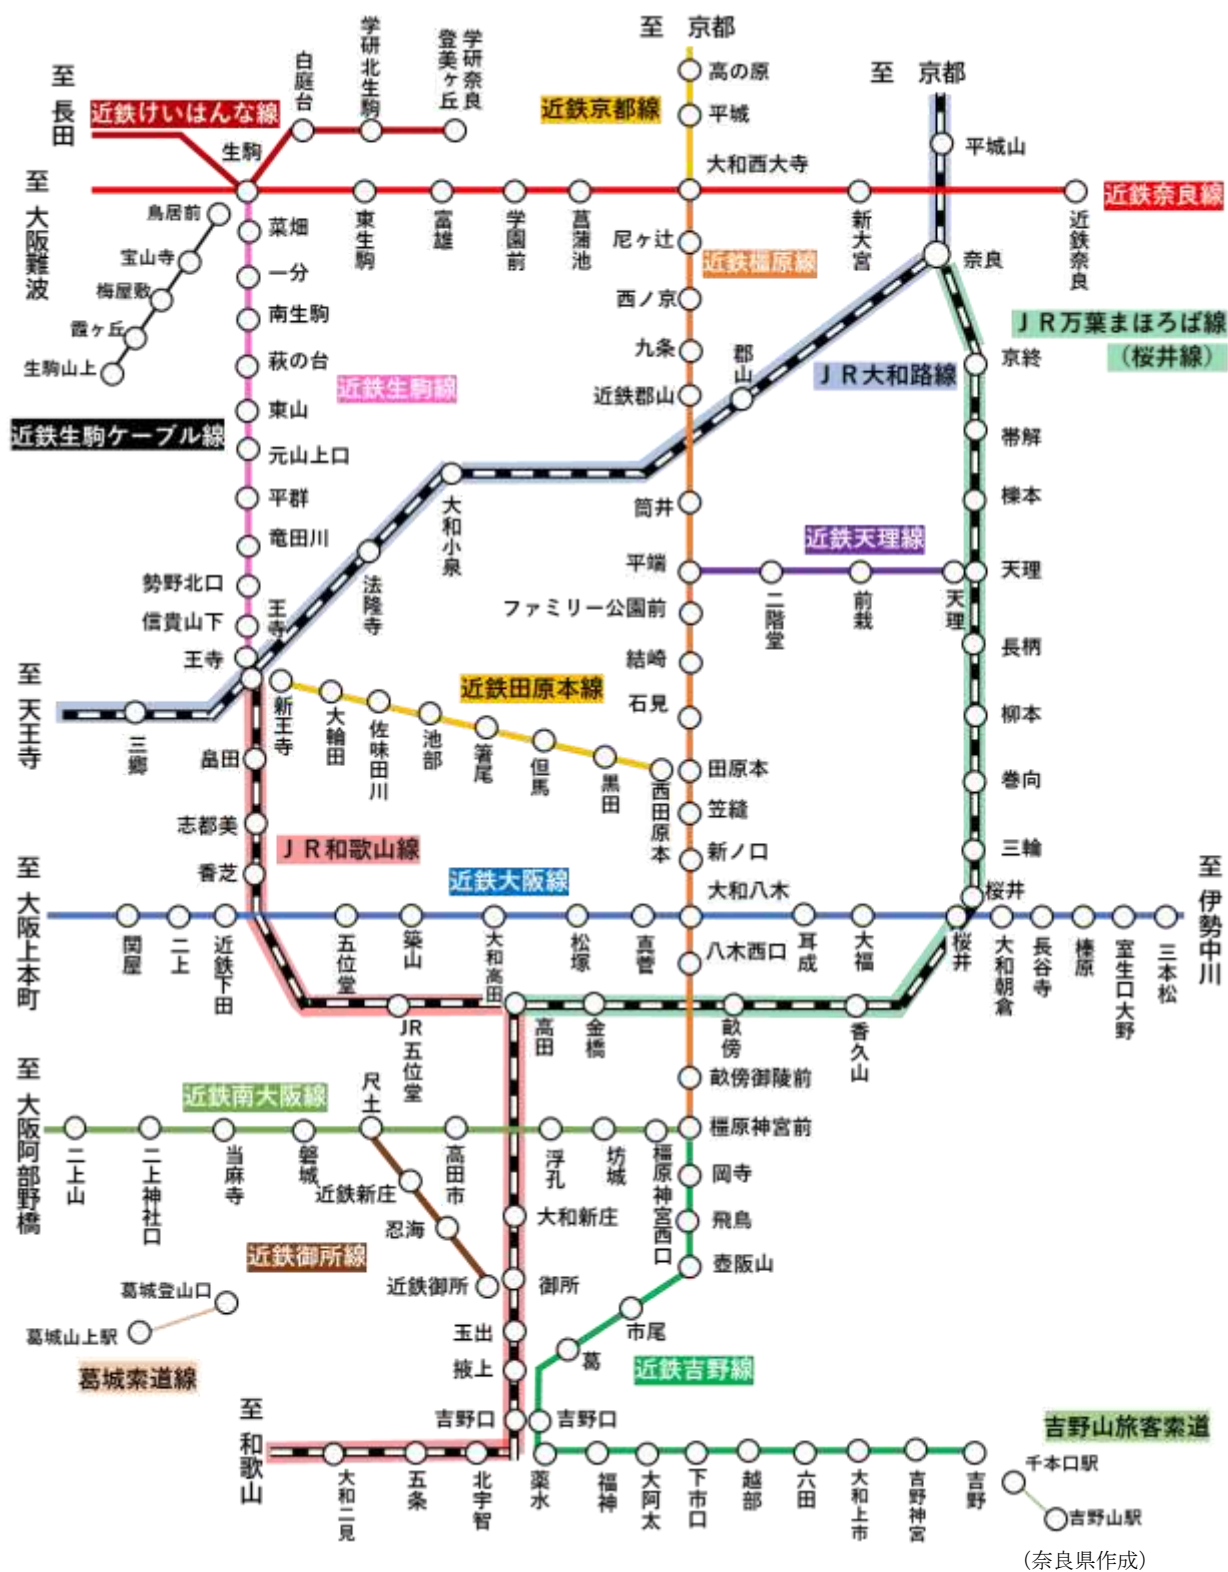 至 京都
至 京都
至 長田
近鉄けいはんな線
白庭台
学研北生駒
学研奈良登美ヶ丘
近鉄京都線
高の原
平城
平城山
生駒
大和西大寺
至 大阪難波
東生駒
富雄
学園前
菖蒲池
新大宮
近鉄奈良
近鉄奈良線
鳥居前
宝山寺
梅屋敷
霞ヶ丘
生駒山上
近鉄生駒ケーブル線
菜畑
一分
南生駒
萩の台
東山
元山上口
平群
竜田川
勢野北口
信貴山下
王寺
近鉄生駒線
尼ヶ辻
近鉄橿原線
西ノ京
九条
近鉄郡山
筒井
平端
ファミリー公園前
結崎
石見
田原本
笠縫
新ノ口
大和八木
八木西口
畝傍御陵前
橿原神宮前
奈良
ＪＲ万葉まほろば線
（桜井線）
ＪＲ大和路線
郡山
大和小泉
法隆寺
王寺
三郷
至 天王寺
京終
帯解
櫟本
天理
長柄
柳本
巻向
三輪
桜井
近鉄天理線
二階堂
前栽
天理
近鉄田原本線
新王寺
大輪田
佐味田川
池部
箸尾
但馬
黒田
西田原本
畠田
志都美
香芝
ＪＲ和歌山線
近鉄大阪線
至 大阪上本町
関屋
二上
近鉄下田
五位堂
築山
大和高田
松塚
真菅
耳成
大福
桜井
大和朝倉
長谷寺
榛原
室生口大野
三本松
至 伊勢中川
JR五位堂
高田
金橋
畝傍
香久山
至 大阪阿部野橋
近鉄南大阪線
二上山
二上神社口
当麻寺
磐城
尺土
高田市
浮孔
坊城
橿原神宮西口
近鉄新庄
忍海
近鉄御所
近鉄御所線
大和新庄
御所
玉出
掖上
吉野口
葛城登山口
葛城山上駅
葛城索道線
岡寺
飛鳥
壺阪山
市尾
葛
吉野口
近鉄吉野線
至 和歌山
大和二見
五条
北宇智
薬水
福神
大阿太
下市口
越部
六田
大和上市
吉野神宮
吉野
吉野山旅客索道
千本口駅
吉野山駅
（奈良県作成）